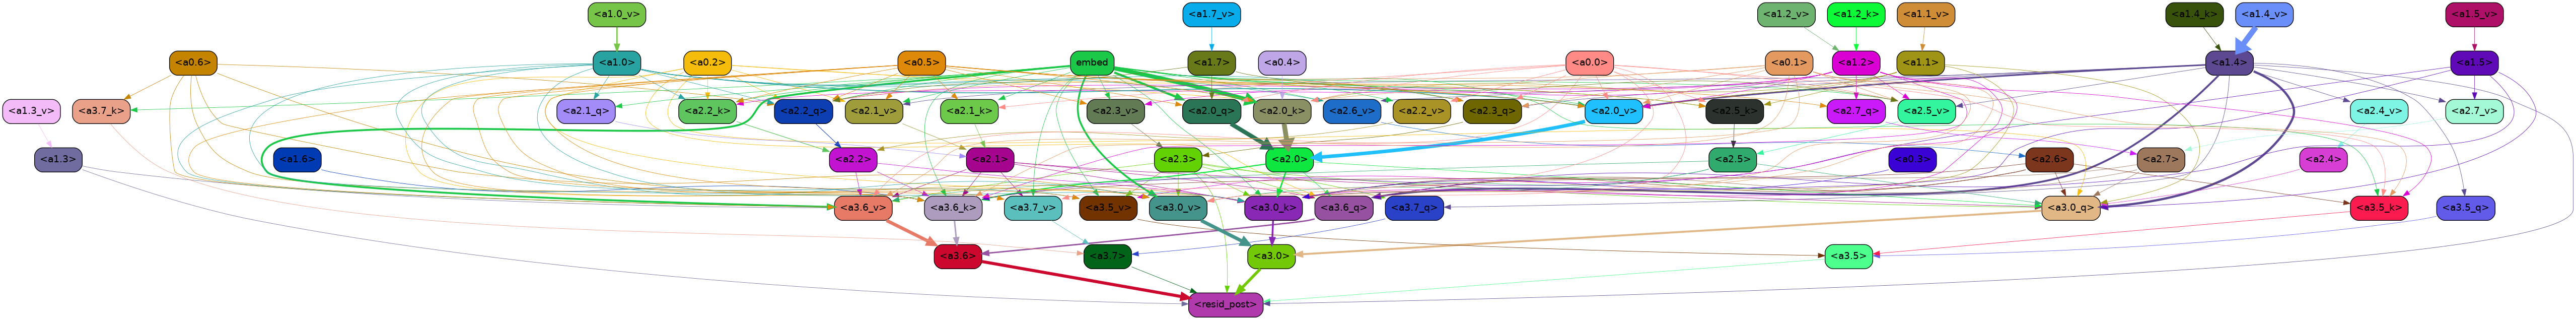 <a1.0_v> <a1.7_v> <a1.2_v> <a1.2_k> <a1.1_v> <a1.4_k> <a1.4_v> <a1.5_v>
<a0.6> <a1.0> <a0.2> <a0.5> embed <a1.7> <a0.4> <a0.0> <a0.1> <a1.2> <a1.1> <a1.4> <a1.5>
<a1.3_v> <a3.7_k> <a2.1_q> <a2.2_k> <a2.2_q> <a2.1_v> <a2.1_k> <a2.3_v> <a2.0_q> <a2.0_k> <a2.6_v> <a2.2_v> <a2.3_q> <a2.0_v> <a2.5_k> <a2.7_q> <a2.5_v> <a2.4_v> <a2.7_v>
<a1.3> <a1.6> <a2.2> <a2.1> <a2.3> <a2.0> <a2.5> <a0.3> <a2.6> <a2.7> <a2.4>
<a3.6_v> <a3.6_k> <a3.7_v> <a3.5_v> <a3.0_v> <a3.0_k> <a3.6_q> <a3.7_q> <a3.0_q> <a3.5_k> <a3.5_q>
<a3.6> <a3.7> <a3.0> <a3.5>
<resid_post>